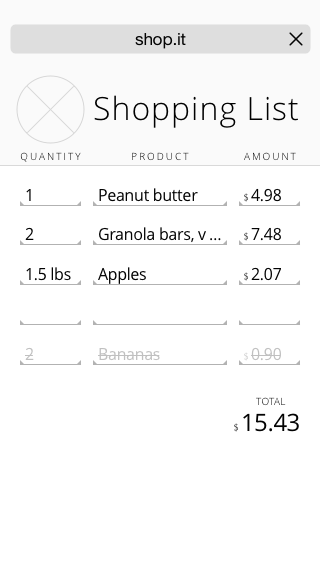 shop.it
Shopping List
QUANTITY PRODUCT AMOUNT
1 Peanut butter $ 4.98
2 Granola bars, v ... $ 7.48
1.5 lbs Apples $ 2.07
2 Bananas $ 0.90
TOTAL
$ 15.43